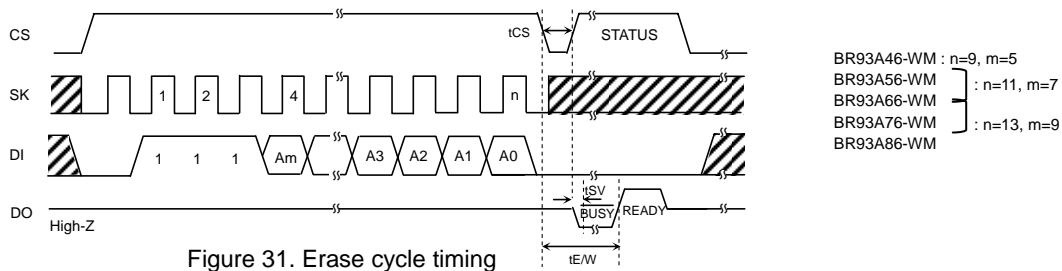 CS
tCS
STATUS
SK
1
2
4
n
DI
1
1
1
Am
A3
A2
A1
A0
DO
High-Z
tSV
BUSY
READY
tE/W
BR93A46-WM : n=9, m=5
BR93A56-WM
BR93A66-WM
: n=11, m=7
BR93A76-WM
BR93A86-WM
: n=13, m=9
Figure 31. Erase cycle timing